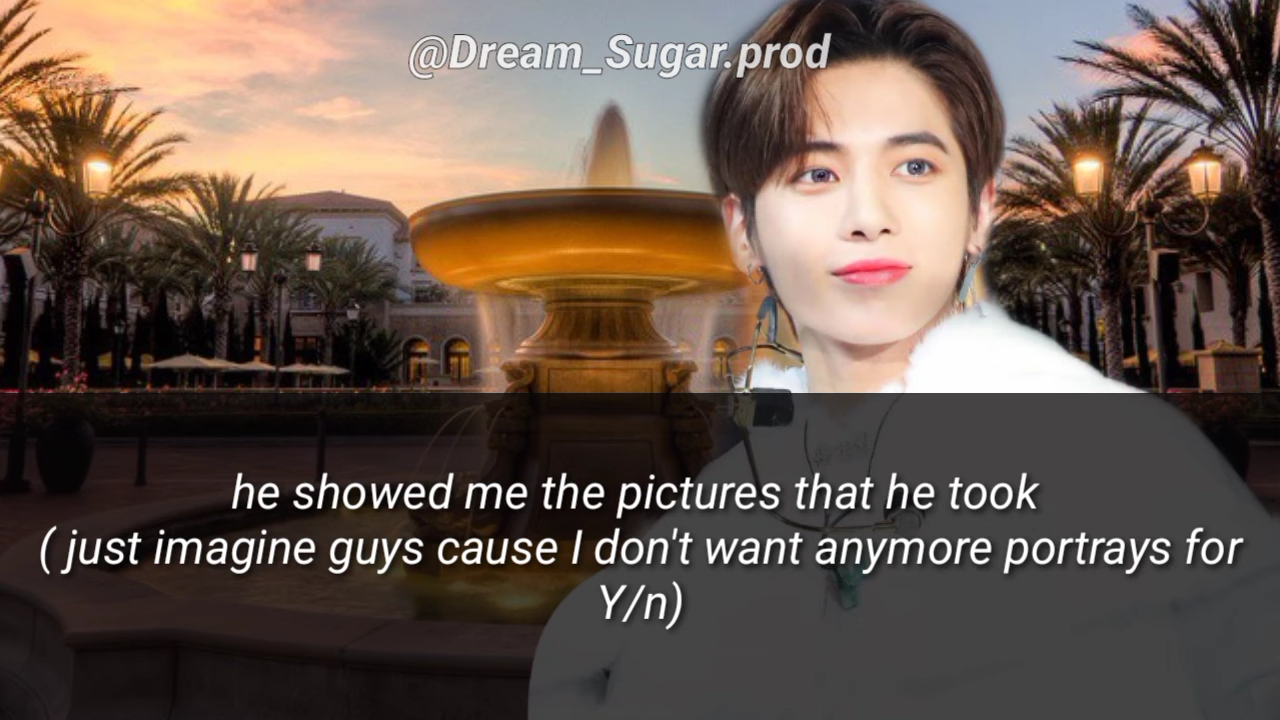 @Dream_Sugar.prod
he showed me the pictures that he took
( just imagine guys cause I don't want anymore portrays for
Y/n)